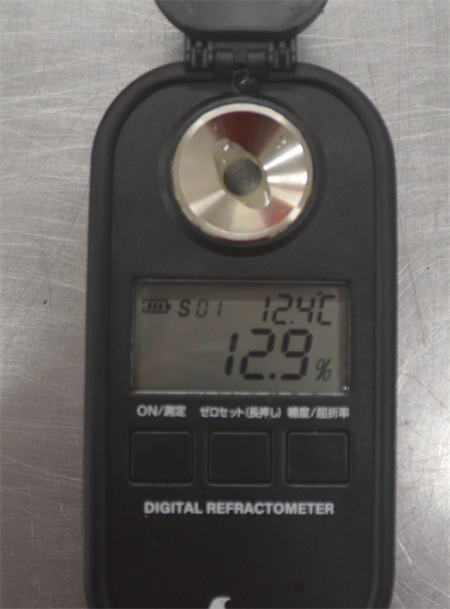 S01 12.4℃
12.9%
ON/測定 ゼロセット(長押し) 糖度/屈折率
DIGITAL REFRACTOMETER